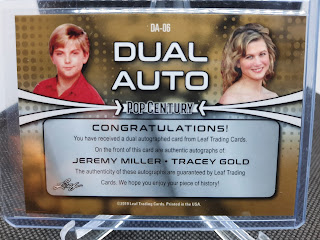 DA-06
DUAL
AUTO
POP CENTURY
CONGRATULATIONS!
You have received a dual autographed card from Leaf Trading Cards.
On the front of this card are authentic autographs of:
JEREMY MILLER • TRACEY GOLD
The authenticity of these autographs are guaranteed by Leaf Trading
Cards. We hope you enjoy your piece of history!
Leaf
©2019 Leaf Trading Cards. Printed in the USA.